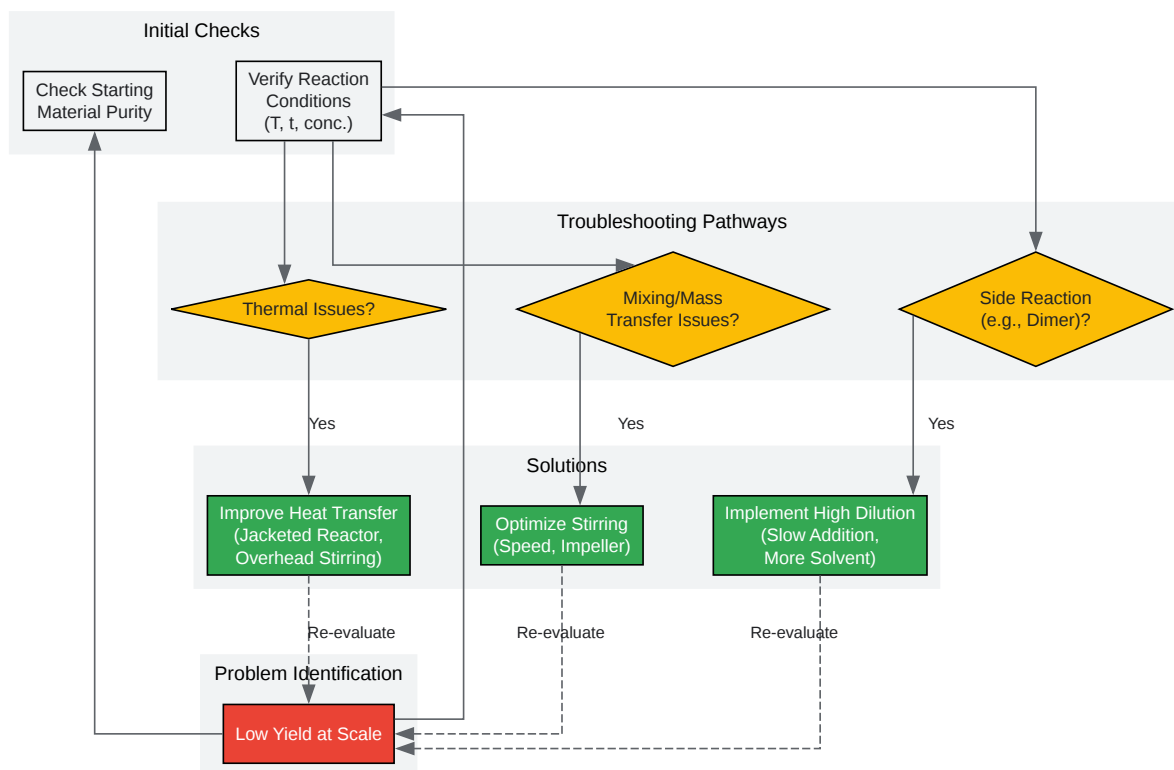 Initial Checks
Check Starting
Material Purity
Verify Reaction
Conditions
(T, t, conc.)
Troubleshooting Pathways
Thermal Issues?
Mixing/Mass
Transfer Issues?
Side Reaction
(e.g., Dimer)?
Yes
Yes
Yes
Solutions
Improve Heat Transfer
(Jacketed Reactor,
Overhead Stirring)
Optimize Stirring
(Speed, Impeller)
Implement High Dilution
(Slow Addition,
More Solvent)
Re-evaluate
Re-evaluate
Re-evaluate
Problem Identification
Low Yield at Scale